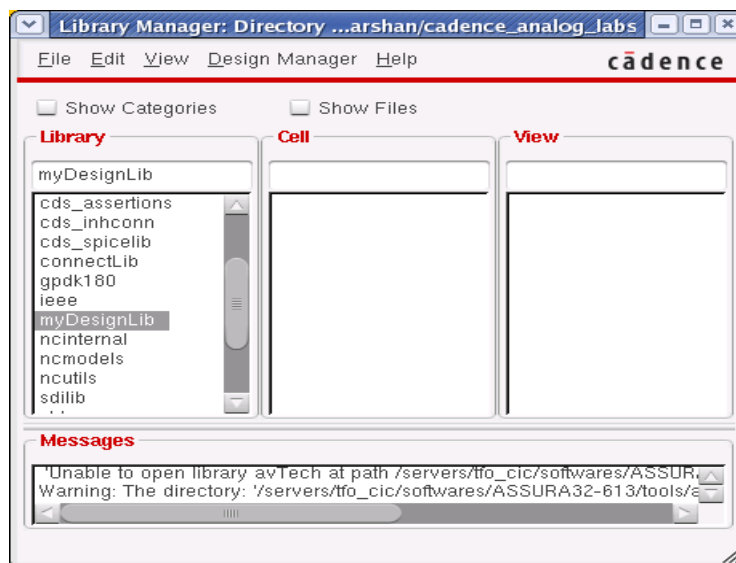 Library Manager: Directory ...arshan/cadence_analog_labs
File Edit View Design Manager Help cādence
Show Categories Show Files
Library Cell View
myDesignLib
cds_assertions
cds_inhconn
cds_spicelib
connectLib
gpdk180
ieee
myDesignLib
ncinternal
ncmodels
ncutils
sdilib
Messages
"Unable to open library avTech at path /servers/tfo_cic/softwares/ASSUR
Warning: The directory: '/servers/tfo_cic/softwares/ASSURA32-613/tools/a